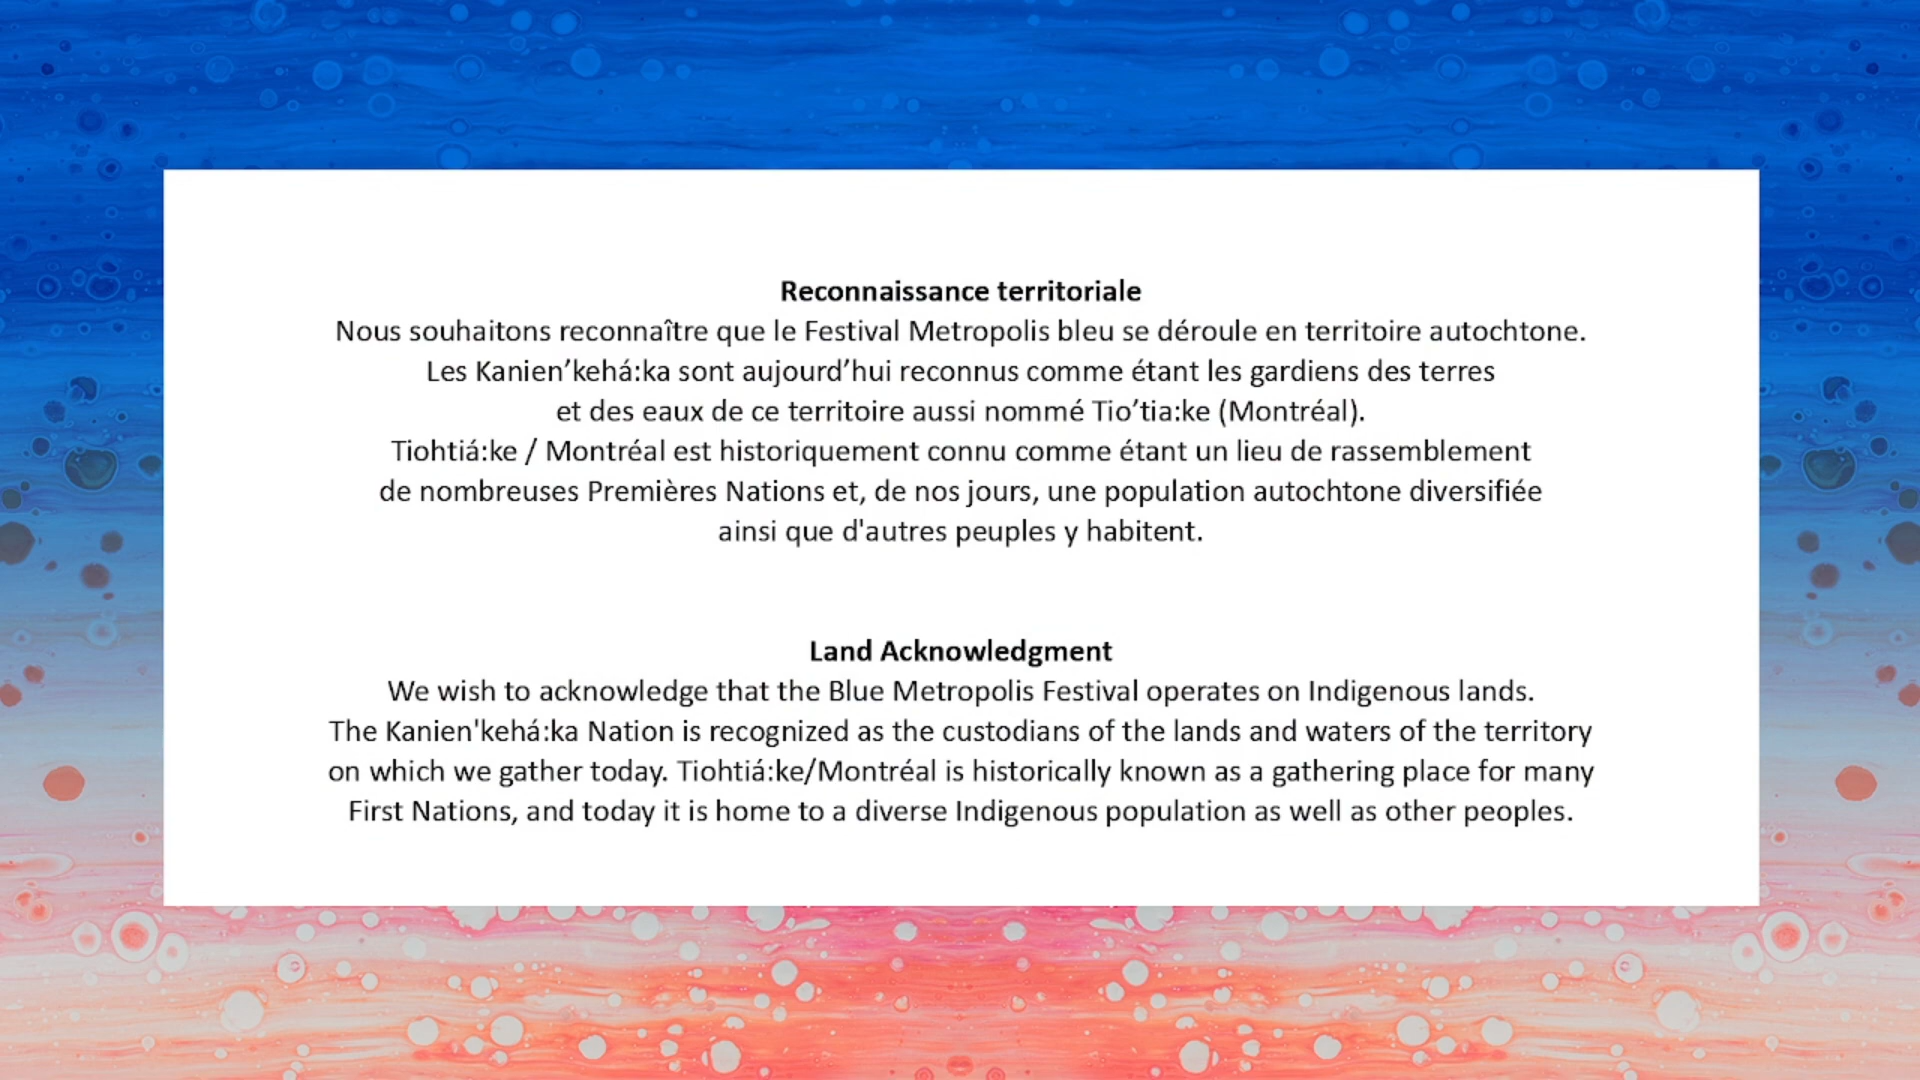 Reconnaissance territoriale
Nous souhaitons reconnaître que le Festival Metropolis bleu se déroule en territoire autochtone.
Les Kanien’kehá:ka sont aujourd’hui reconnus comme étant les gardiens des terres
et des eaux de ce territoire aussi nommé Tio’tia:ke (Montréal).
Tiohtiá:ke / Montréal est historiquement connu comme étant un lieu de rassemblement
de nombreuses Premières Nations et, de nos jours, une population autochtone diversifiée
ainsi que d'autres peuples y habitent.
Land Acknowledgment
We wish to acknowledge that the Blue Metropolis Festival operates on Indigenous lands.
The Kanien'kehá:ka Nation is recognized as the custodians of the lands and waters of the territory
on which we gather today. Tiohtiá:ke/Montréal is historically known as a gathering place for many
First Nations, and today it is home to a diverse Indigenous population as well as other peoples.